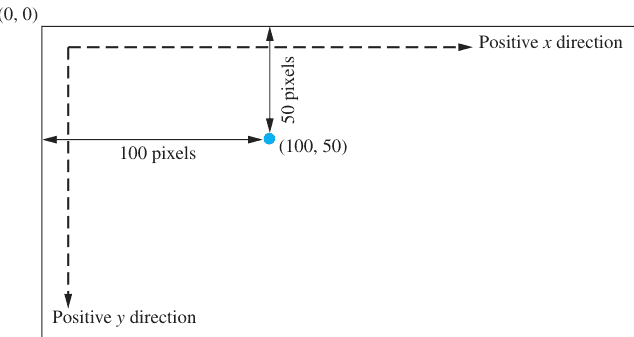 (0, 0)
Positive x direction
50 pixels
100 pixels
(100, 50)
Positive y direction